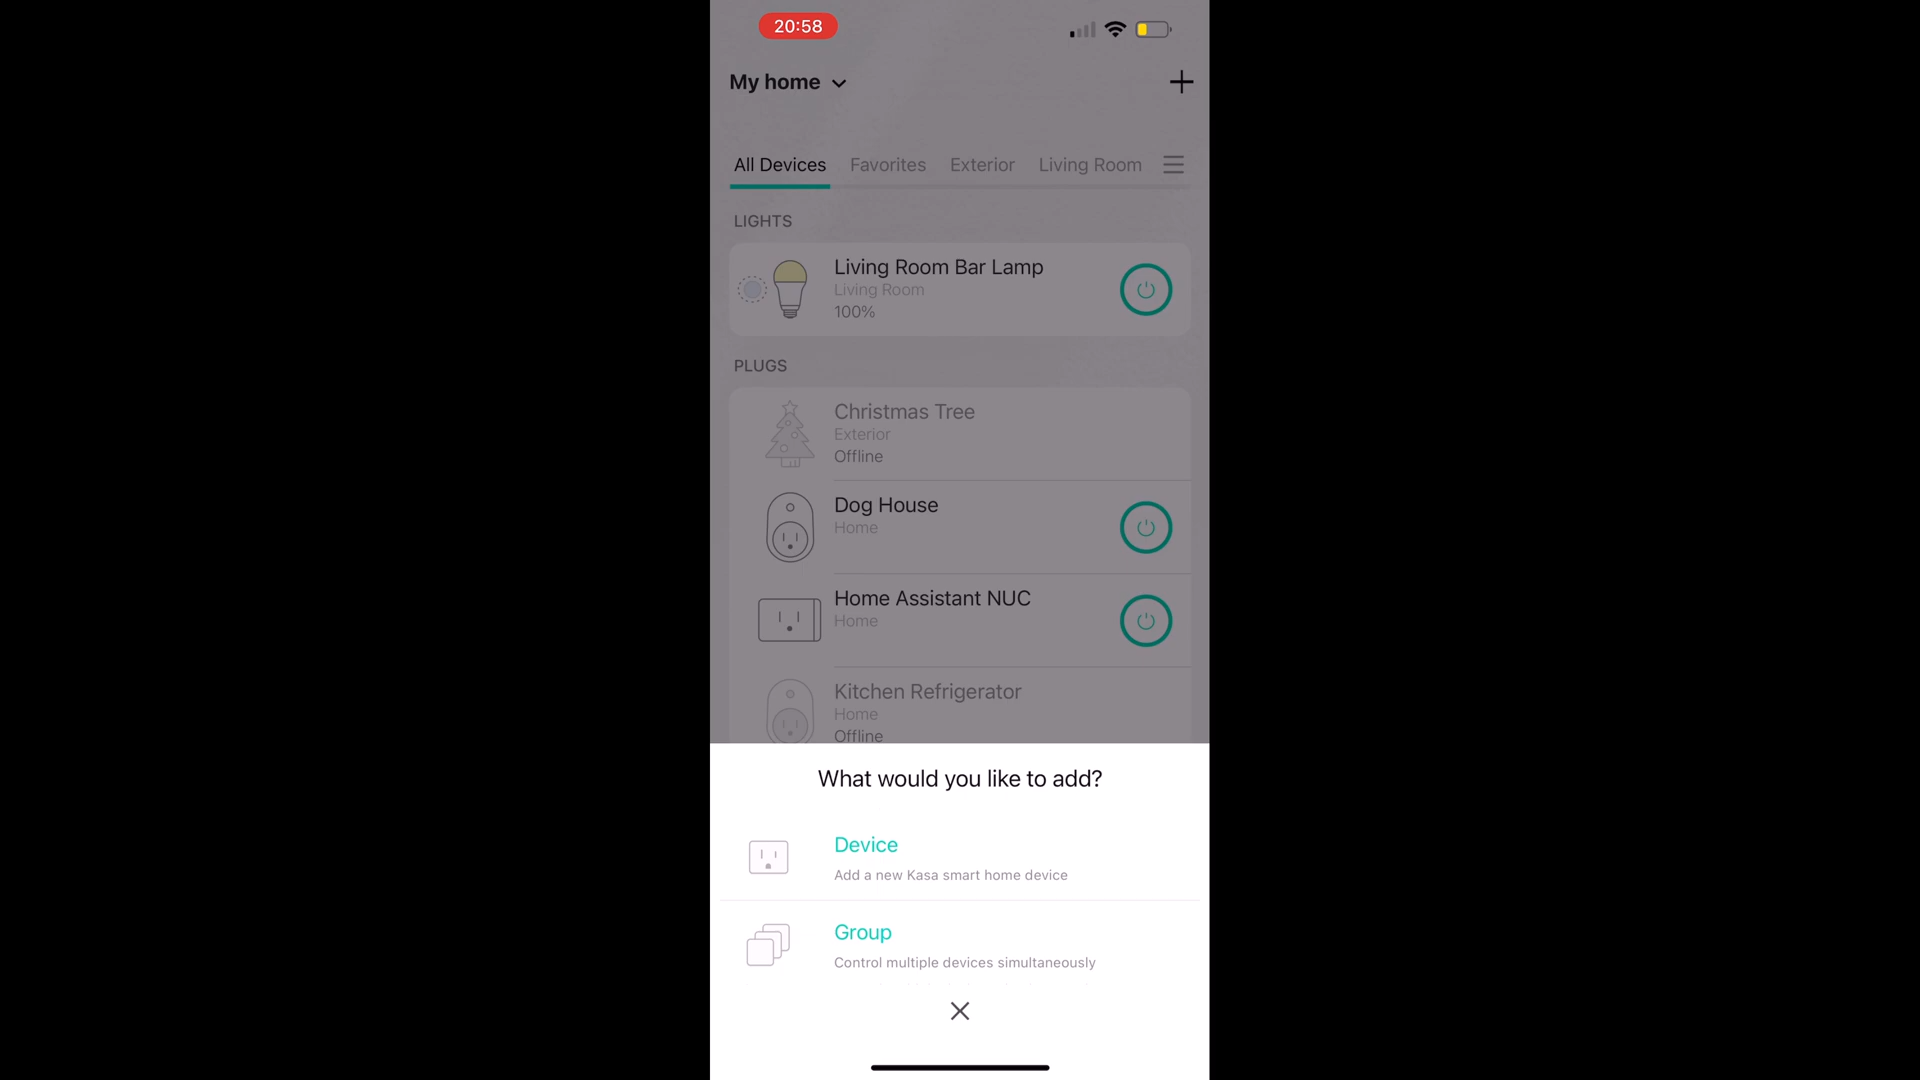 20:58
My home
All Devices
Favorites
Exterior
Living Room
LIGHTS
Living Room Bar Lamp
Living Room
100%
PLUGS
Christmas Tree
Exterior
Offline
Dog House
Home
Home Assistant NUC
Home
Kitchen Refrigerator
Home
Offline
What would you like to add?
Device
Add a new Kasa smart home device
Group
Control multiple devices simultaneously